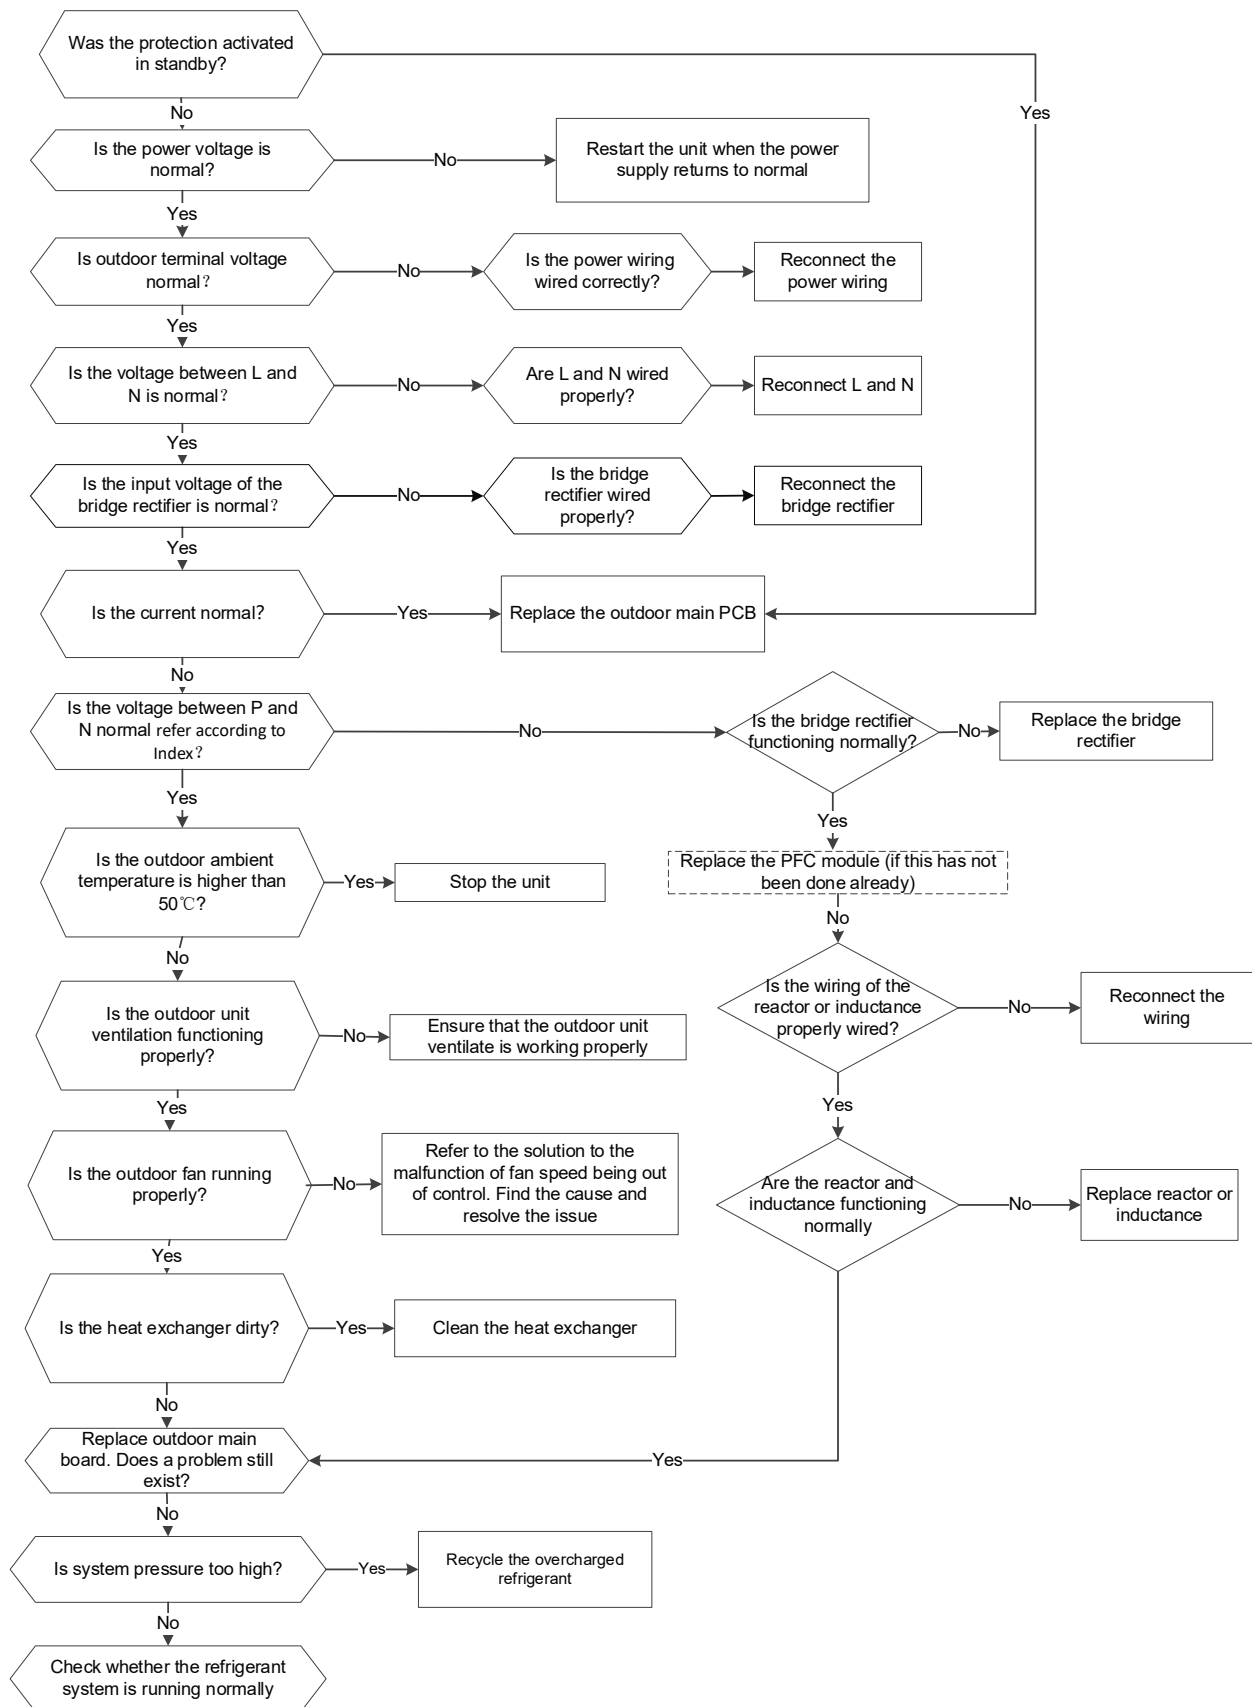 Was the protection activated
in standby?
Yes
No
Is the power voltage is
normal?
No
Restart the unit when the power
supply returns to normal
Yes
Is outdoor terminal voltage
normal？
No
Is the power wiring
wired correctly?
Reconnect the
power wiring
Yes
Is the voltage between L and
N is normal？
No
Are L and N wired
properly?
Reconnect L and N
Yes
Is the input voltage of the
bridge rectifier is normal？
No
Is the bridge
rectifier wired
properly?
Reconnect the
bridge rectifier
Yes
Is the current normal？
Yes
Replace the outdoor main PCB
No
Is the voltage between P and
N normal refer according to
Index？
No
Is the bridge rectifier
functioning normally?
No
Replace the bridge
rectifier
Yes
Yes
Replace the PFC module (if this has not
been done already)
Is the outdoor ambient
temperature is higher than
50℃?
Yes
Stop the unit
No
No
Is the wiring of the
reactor or inductance
properly wired?
No
Reconnect the
wiring
Is the outdoor unit
ventilation functioning
properly?
No
Ensure that the outdoor unit
ventilate is working properly
Yes
Yes
Is the outdoor fan running
properly?
No
Refer to the solution to the
malfunction of fan speed being out
of control. Find the cause and
resolve the issue
Are the reactor and
inductance functioning
normally
No
Replace reactor or
inductance
Yes
Is the heat exchanger dirty?
Yes
Clean the heat exchanger
No
Replace outdoor main
board. Does a problem still
exist?
Yes
No
Is system pressure too high?
Yes
Recycle the overcharged
refrigerant
No
Check whether the refrigerant
system is running normally